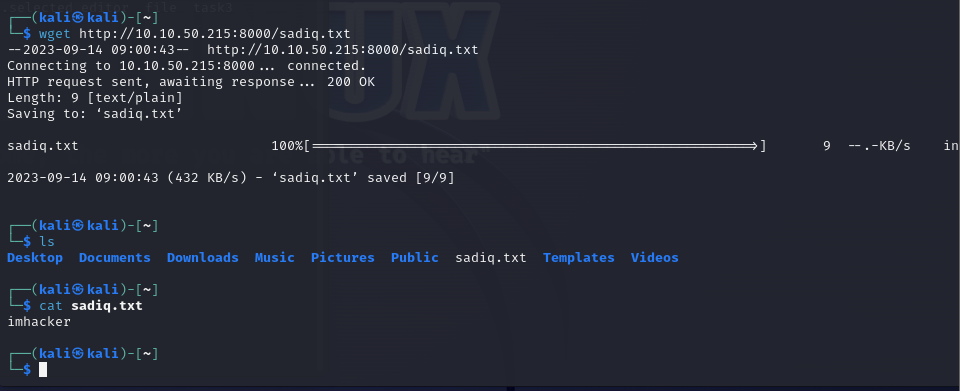 .selected_editor file task3
┌──(kali㉿kali)-[~]
└─$ wget http://10.10.50.215:8000/sadiq.txt
--2023-09-14 09:00:43--  http://10.10.50.215:8000/sadiq.txt
Connecting to 10.10.50.215:8000... connected.
HTTP request sent, awaiting response... 200 OK
Length: 9 [text/plain]
Saving to: ‘sadiq.txt’
sadiq.txt 100%[===================================================>] 9 --.-KB/s in
2023-09-14 09:00:43 (432 KB/s) - ‘sadiq.txt’ saved [9/9]
┌──(kali㉿kali)-[~]
└─$ ls
Desktop Documents Downloads Music Pictures Public sadiq.txt Templates Videos
┌──(kali㉿kali)-[~]
└─$ cat sadiq.txt
imhacker
┌──(kali㉿kali)-[~]
└─$